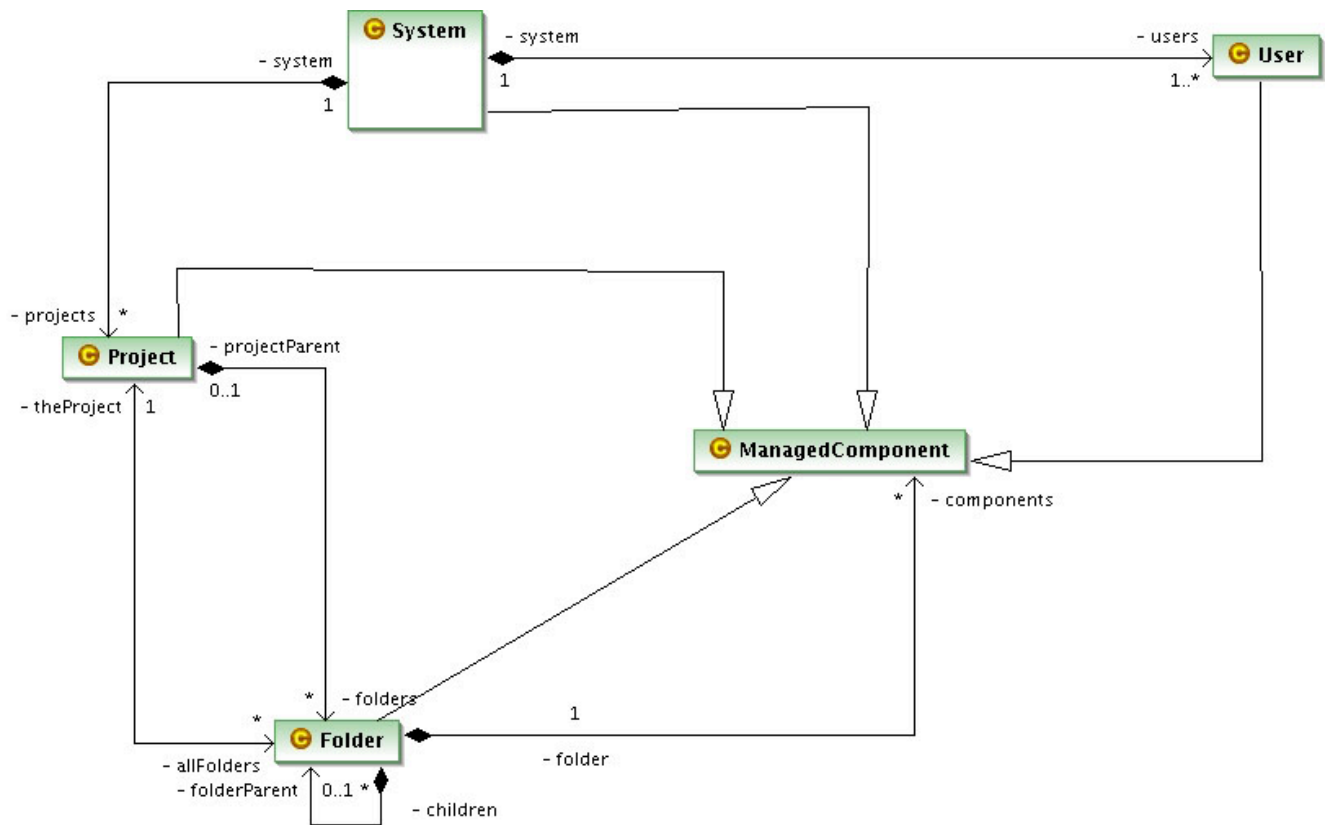 C System
- system
- users
C User
- system
1
1..*
1
- projects
*
C Project
- projectParent
0..1
- theProject
1
C ManagedComponent
*
- components
*
- folders
*
1
C Folder
- folder
- allFolders
- folderParent
0..1
*
- children